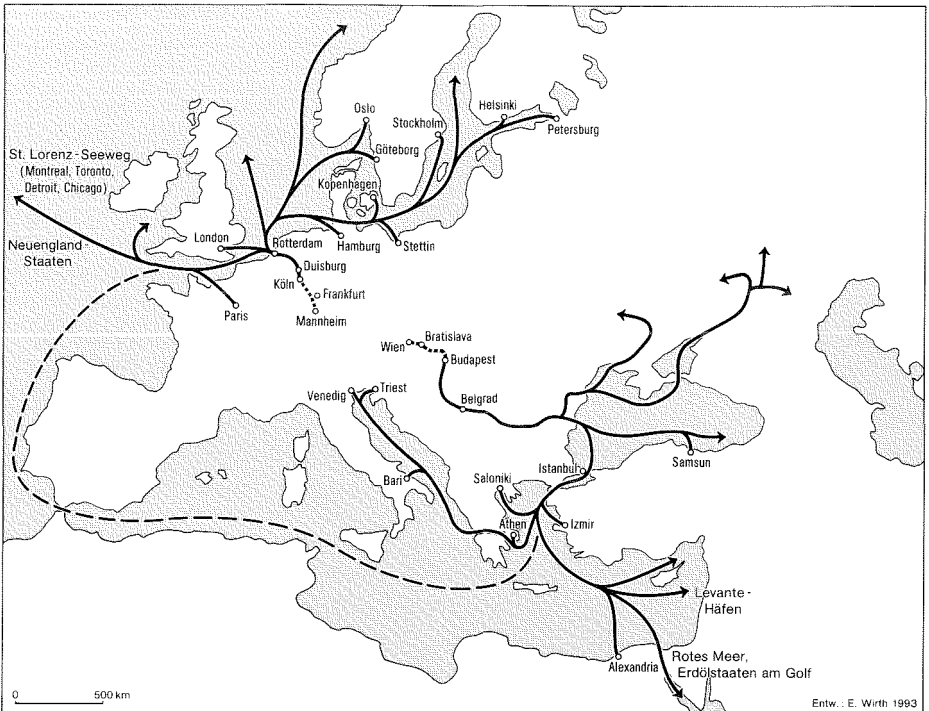 Oslo
Helsinki
Stockholm
Petersburg
St. Lorenz-Seeweg
(Montreal, Toronto,
Detroit, Chicago)
Göteborg
Kopenhagen
Neuengland-
Staaten
London
Rotterdam
Hamburg
Stettin
Duisburg
Köln
Frankfurt
Paris
Mannheim
Bratislava
Wien
Budapest
Triest
Venedig
Belgrad
Samsun
Istanbul
Bari
Saloniki
Athen
Izmir
Levante-
Häfen
Alexandria
Rotes Meer,
Erdölstaaten am Golf
0 500 km
Entw.: E. Wirth 1993